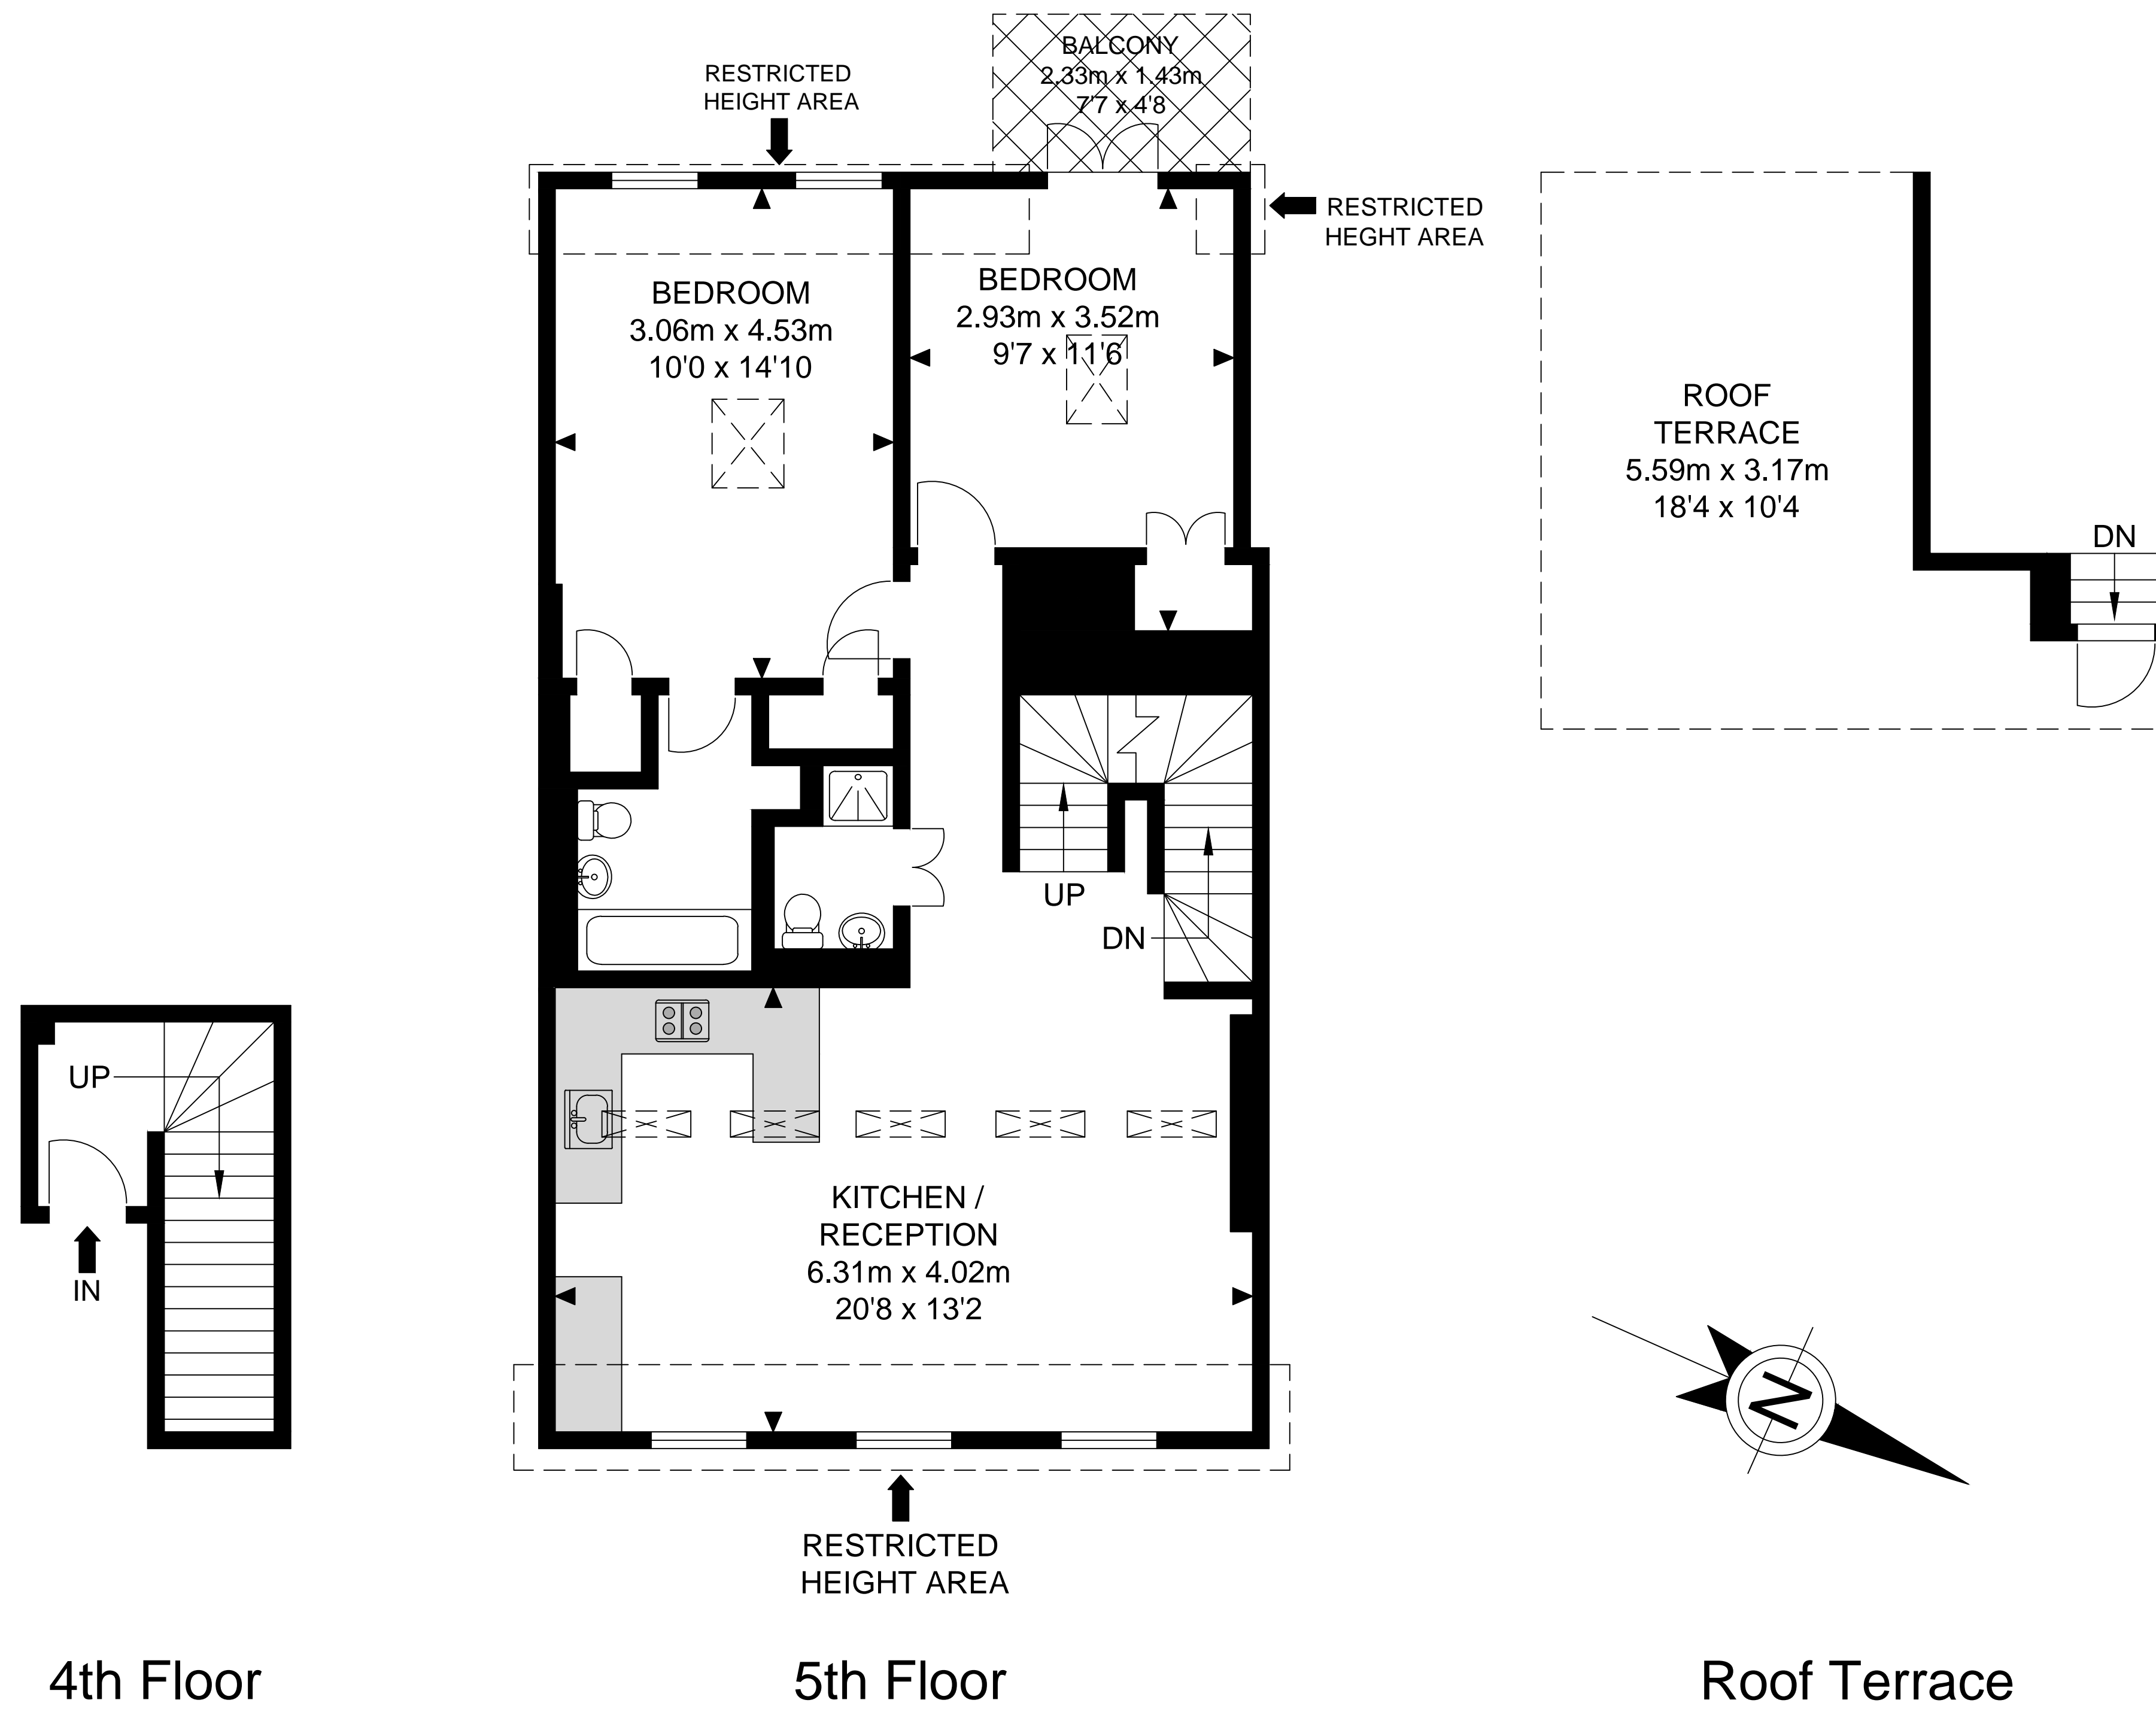 BALCONY
2.33m x 1.43m
7'7 x 4'8
RESTRICTED
HEIGHT AREA
RESTRICTED
HEGHT AREA
BEDROOM
3.06m x 4.53m
10'0 x 14'10
BEDROOM
2.93m x 3.52m
9'7 x 11'6
ROOF
TERRACE
5.59m x 3.17m
18'4 x 10'4
DN
UP
DN
UP
IN
KITCHEN /
RECEPTION
6.31m x 4.02m
20'8 x 13'2
N
RESTRICTED
HEIGHT AREA
4th Floor
5th Floor
Roof Terrace